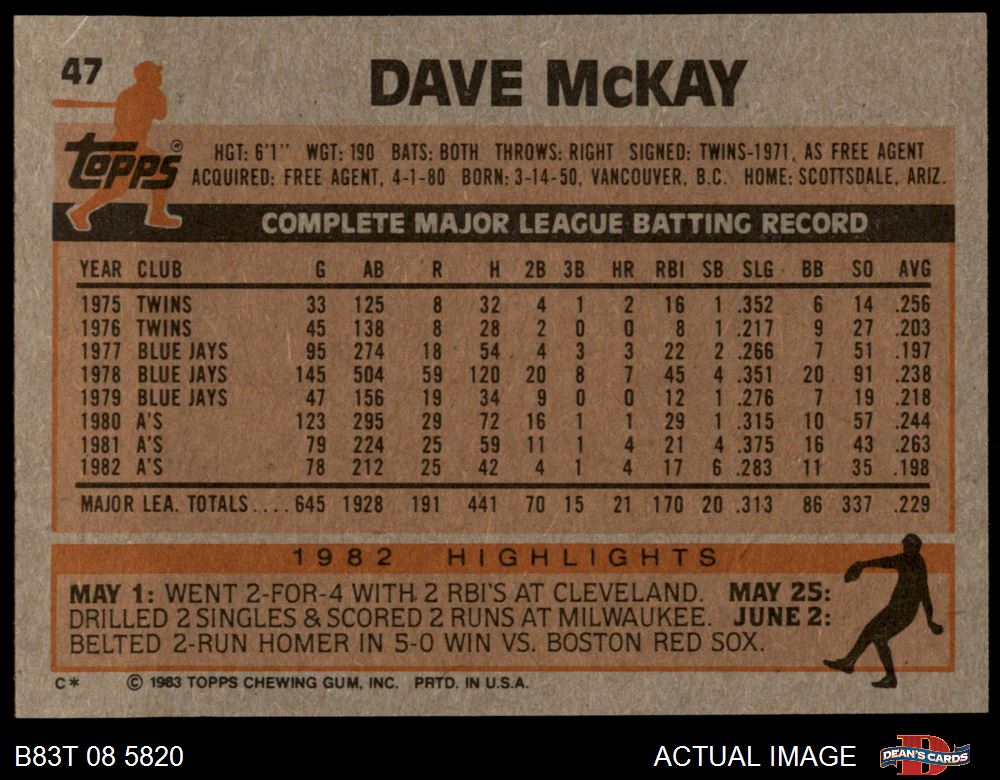 47
DAVE McKAY
Topps®
HGT: 6'1" WGT: 190 BATS: BOTH THROWS: RIGHT SIGNED: TWINS-1971, AS FREE AGENT
ACQUIRED: FREE AGENT, 4-1-80 BORN: 3-14-50, VANCOUVER, B.C. HOME: SCOTTSDALE, ARIZ.
COMPLETE MAJOR LEAGUE BATTING RECORD
YEAR CLUB G AB R H 2B 3B HR RBI SB SLG BB SO AVG
1975 TWINS 33 125 8 32 4 1 2 16 1 .352 6 14 .256
1976 TWINS 45 138 8 28 2 0 0 8 1 .217 9 27 .203
1977 BLUE JAYS 95 274 18 54 4 3 3 22 2 .266 7 51 .197
1978 BLUE JAYS 145 504 59 120 20 8 7 45 4 .351 20 91 .238
1979 BLUE JAYS 47 156 19 34 9 0 0 12 1 .276 7 19 .218
1980 A'S 123 295 29 72 16 1 1 29 1 .315 10 57 .244
1981 A'S 79 224 25 59 11 1 4 21 4 .375 16 43 .263
1982 A'S 78 212 25 42 4 1 4 17 6 .283 11 35 .198
MAJOR LEA. TOTALS....645 1928 191 441 70 15 21 170 20 .313 86 337 .229
1982 HIGHLIGHTS
MAY 1: WENT 2-FOR-4 WITH 2 RBI'S AT CLEVELAND. MAY 25:
DRILLED 2 SINGLES & SCORED 2 RUNS AT MILWAUKEE. JUNE 2:
BELTED 2-RUN HOMER IN 5-0 WIN VS. BOSTON RED SOX.
C* © 1983 TOPPS CHEWING GUM, INC. PRTD. IN U.S.A.
B83T 08 5820
ACTUAL IMAGE
DEAN'S CARDS